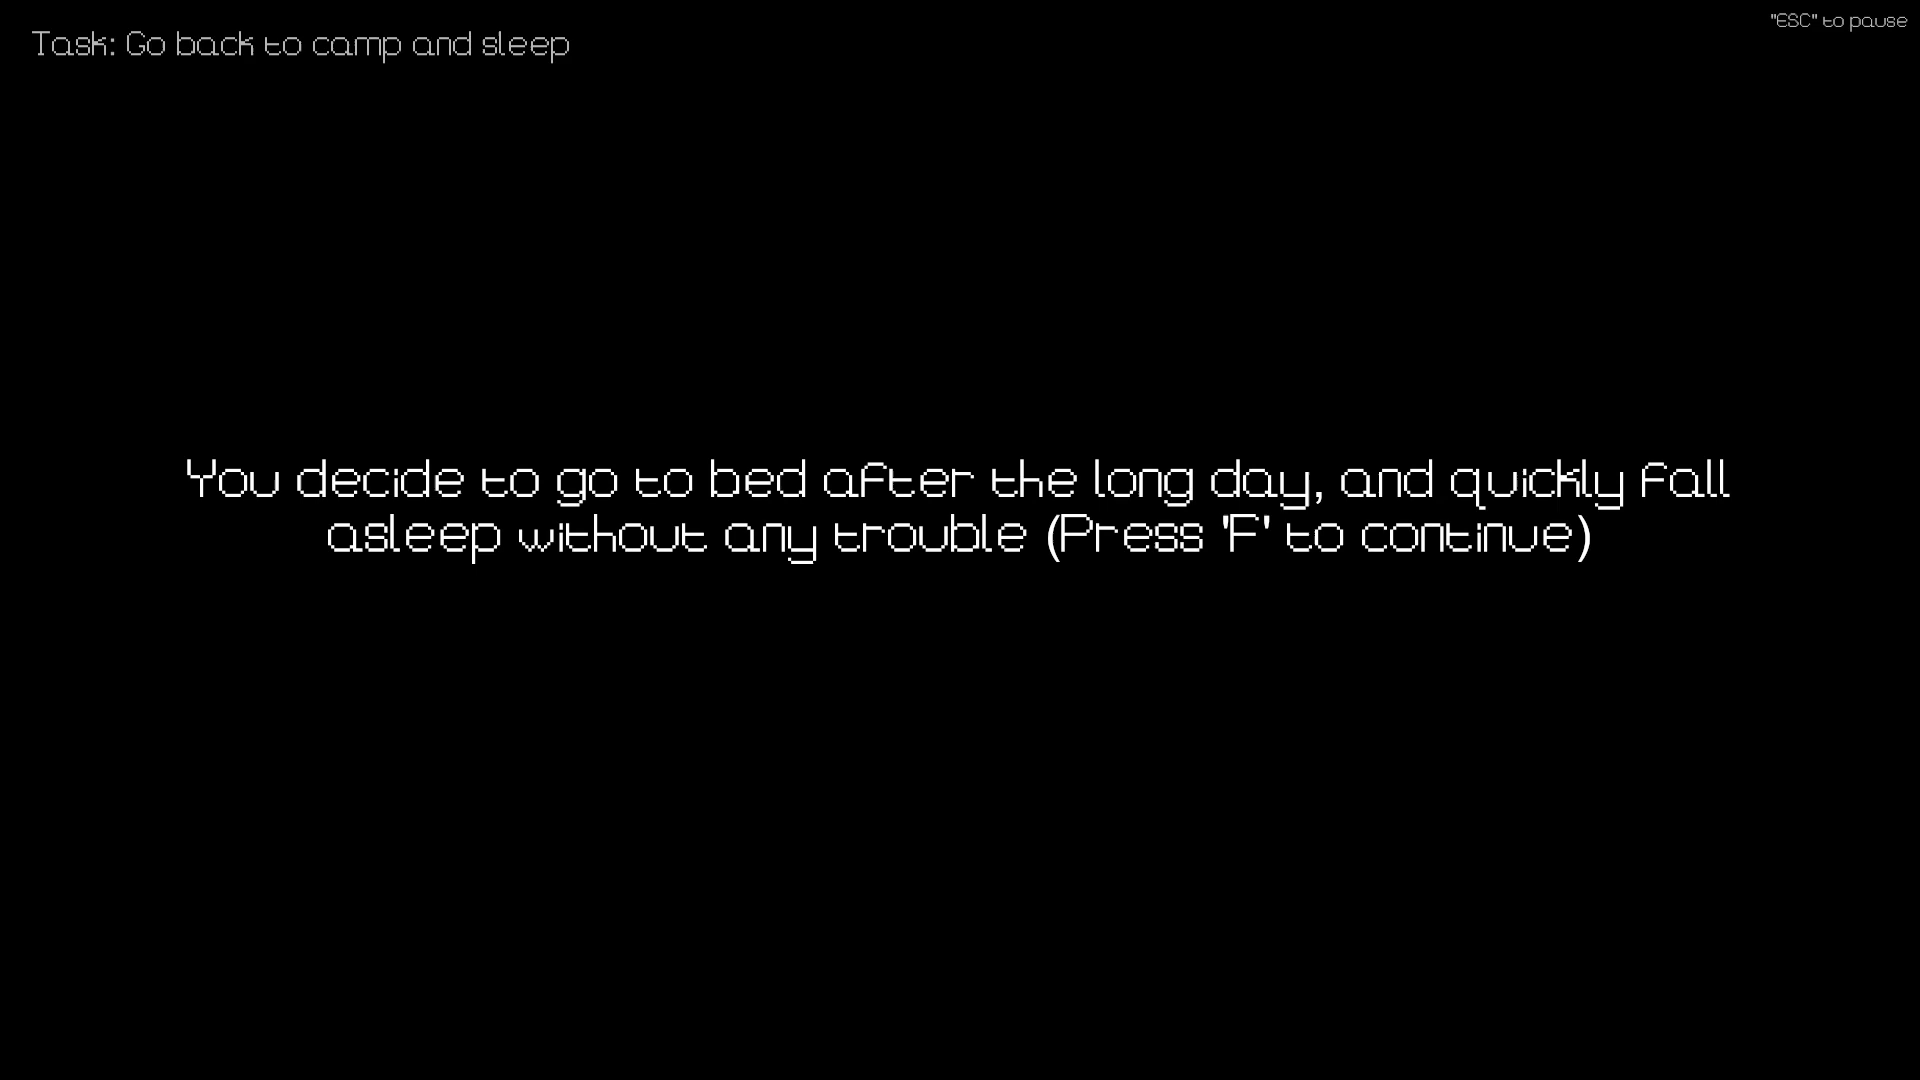 Task: Go back to camp and sleep
"ESC" to pause
You decide to go to bed after the long day, and quickly fall
asleep without any trouble (Press 'F' to continue)